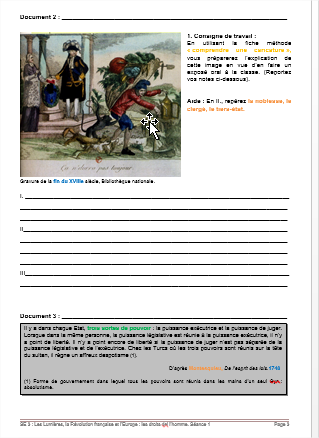 Document 2 :
1. Consigne de travail :
En utilisant la fiche méthode
« comprendre une caricature »,
vous préparerez l'explication de
cette image en vue d'en faire un
exposé oral à la classe. (Reportez
vos notes ci-dessous).
Aide : En II., repérez la noblesse, le
clergé, le tiers-état.
Ça n'durera pas toujours.
Gravure de la fin du XVIIIe siècle, Bibliothèque nationale.
I.
II.
III.
Document 3 :
Il y a dans chaque Etat, trois sortes de pouvoir : la puissance exécutrice et la puissance de juger.
Lorsque dans la même personne, la puissance législative est réunie à la puissance exécutrice, il n'y
a point de liberté. Il n'y a point encore de liberté si la puissance de juger n'est pas séparée de la
puissance législative et de l'exécutrice. Chez les Turcs où les trois pouvoirs sont réunis sur la tête
du sultan, il règne un affreux despotisme (1).
D'après Montesquieu, De l'esprit des lois, 1748
(1) Forme de gouvernement dans lequel tous les pouvoirs sont réunis dans les mains d'un seul. Syn.:
absolutisme.
SE 3 : Les Lumières, la Révolution française et l'Europe : les droits de l'homme. Séance 1 Page 3